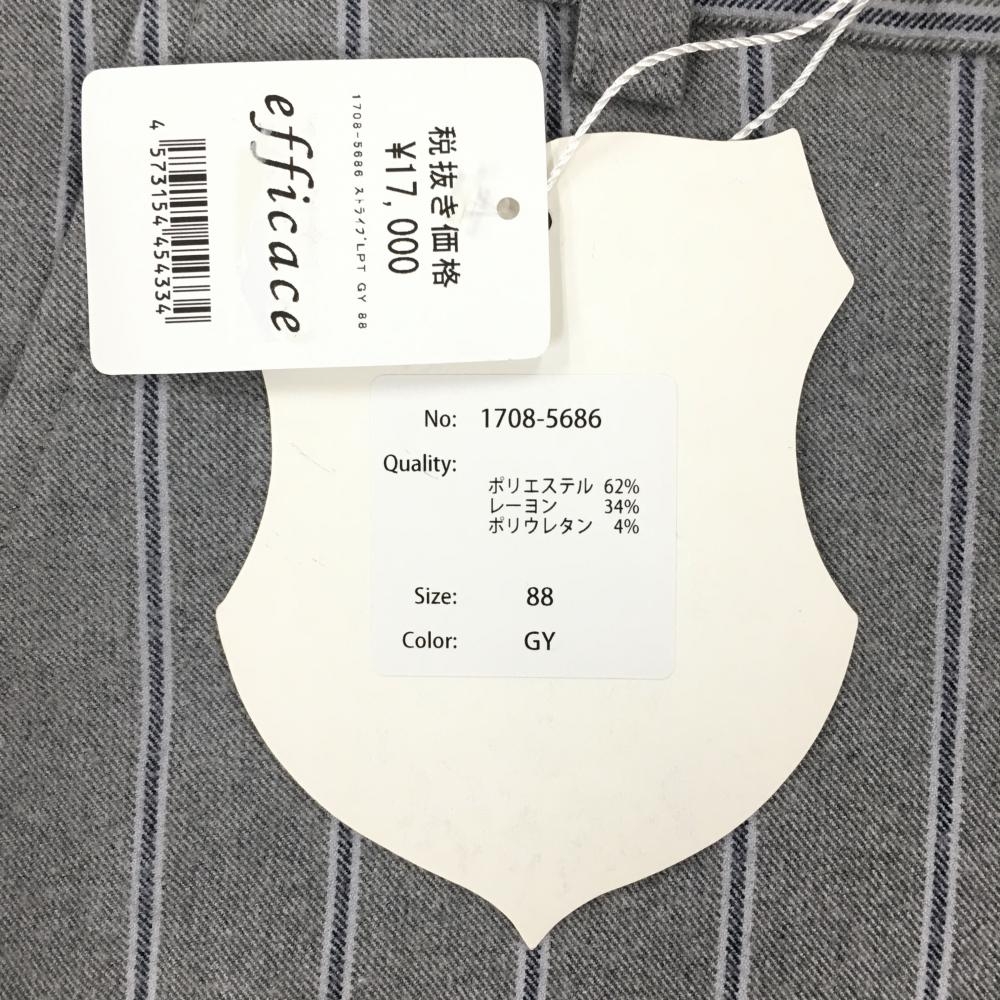 税抜き価格
¥17,000
1708-5686 ストライプLPT GY 88
efficace
4 573154 454334
No: 1708-5686
Quality:
ポリエステル 62%
レーヨン 34%
ポリウレタン 4%
Size: 88
Color: GY